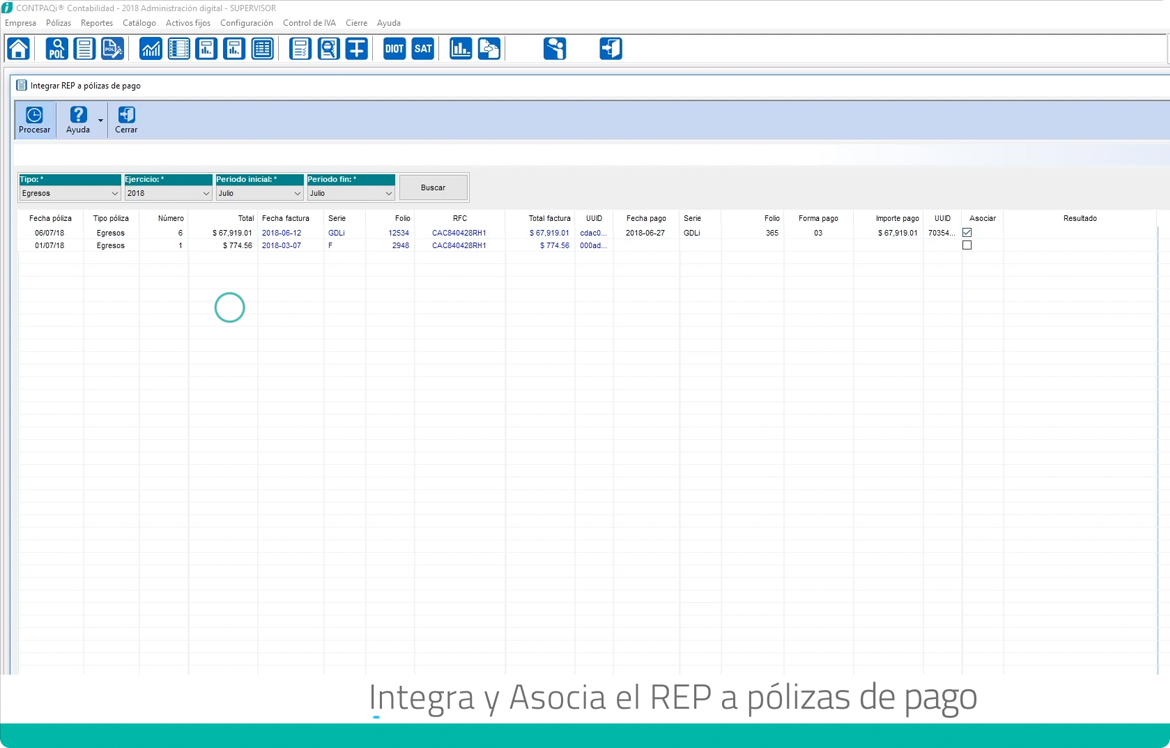 CONTPAQi® Contabilidad - 2018 Administración digital - SUPERVISOR
Empresa Pólizas Reportes Catálogo Activos fijos Configuración Control de IVA Cierre Ayuda
POL POL DIOT SAT
Integrar REP a pólizas de pago
Procesar Ayuda Cerrar
Tipo: * Ejercicio: * Periodo inicial: * Periodo fin: *
Egresos 2018 Julio Julio Buscar
Fecha póliza Tipo póliza Número Total Fecha factura Serie Folio RFC Total factura UUID Fecha pago Serie Folio Forma pago Importe pago UUID Asociar Resultado
06/07/18 Egresos 6 $ 67,919.01 2018-06-12 GDLi 12534 CAC840428RH1 $ 67,919.01 cdac0... 2018-06-27 GDLi 365 03 $ 67,919.01 70354...
01/07/18 Egresos 1 $ 774.56 2018-03-07 F 2948 CAC840428RH1 $ 774.56 000ad...
Integra y Asocia el REP a pólizas de pago